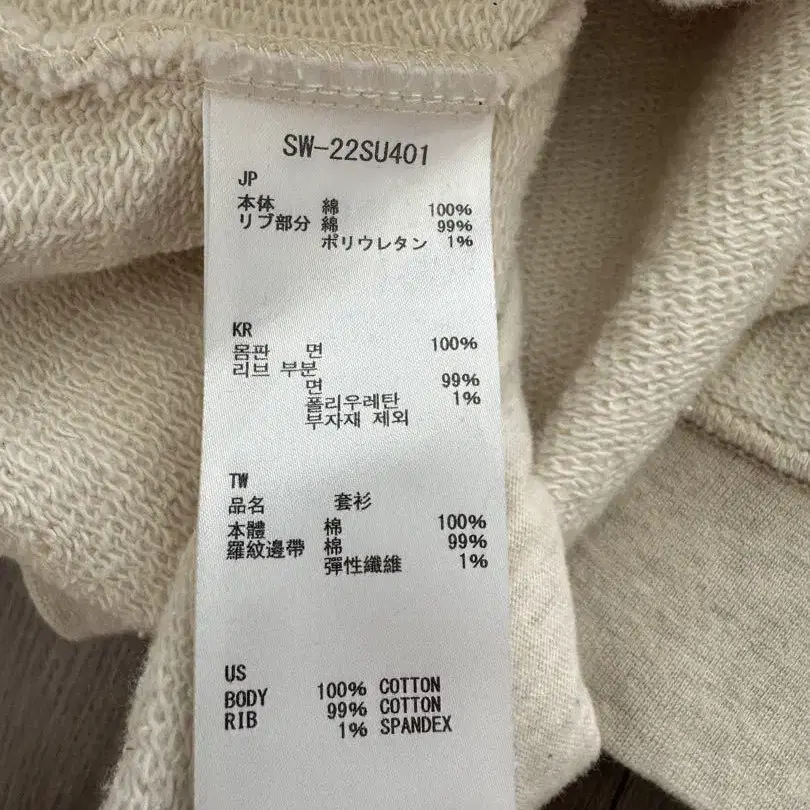 SW-22SU401
JP
本体 綿 100%
リブ部分 綿 99%
ポリウレタン 1%
KR
몸판 면 100%
리브 부분
면 99%
폴리우레탄 1%
부자재 제외
TW
品名 套衫
本體 棉 100%
羅紋邊帶 棉 99%
彈性纖維 1%
US
BODY 100% COTTON
RIB 99% COTTON
1% SPANDEX